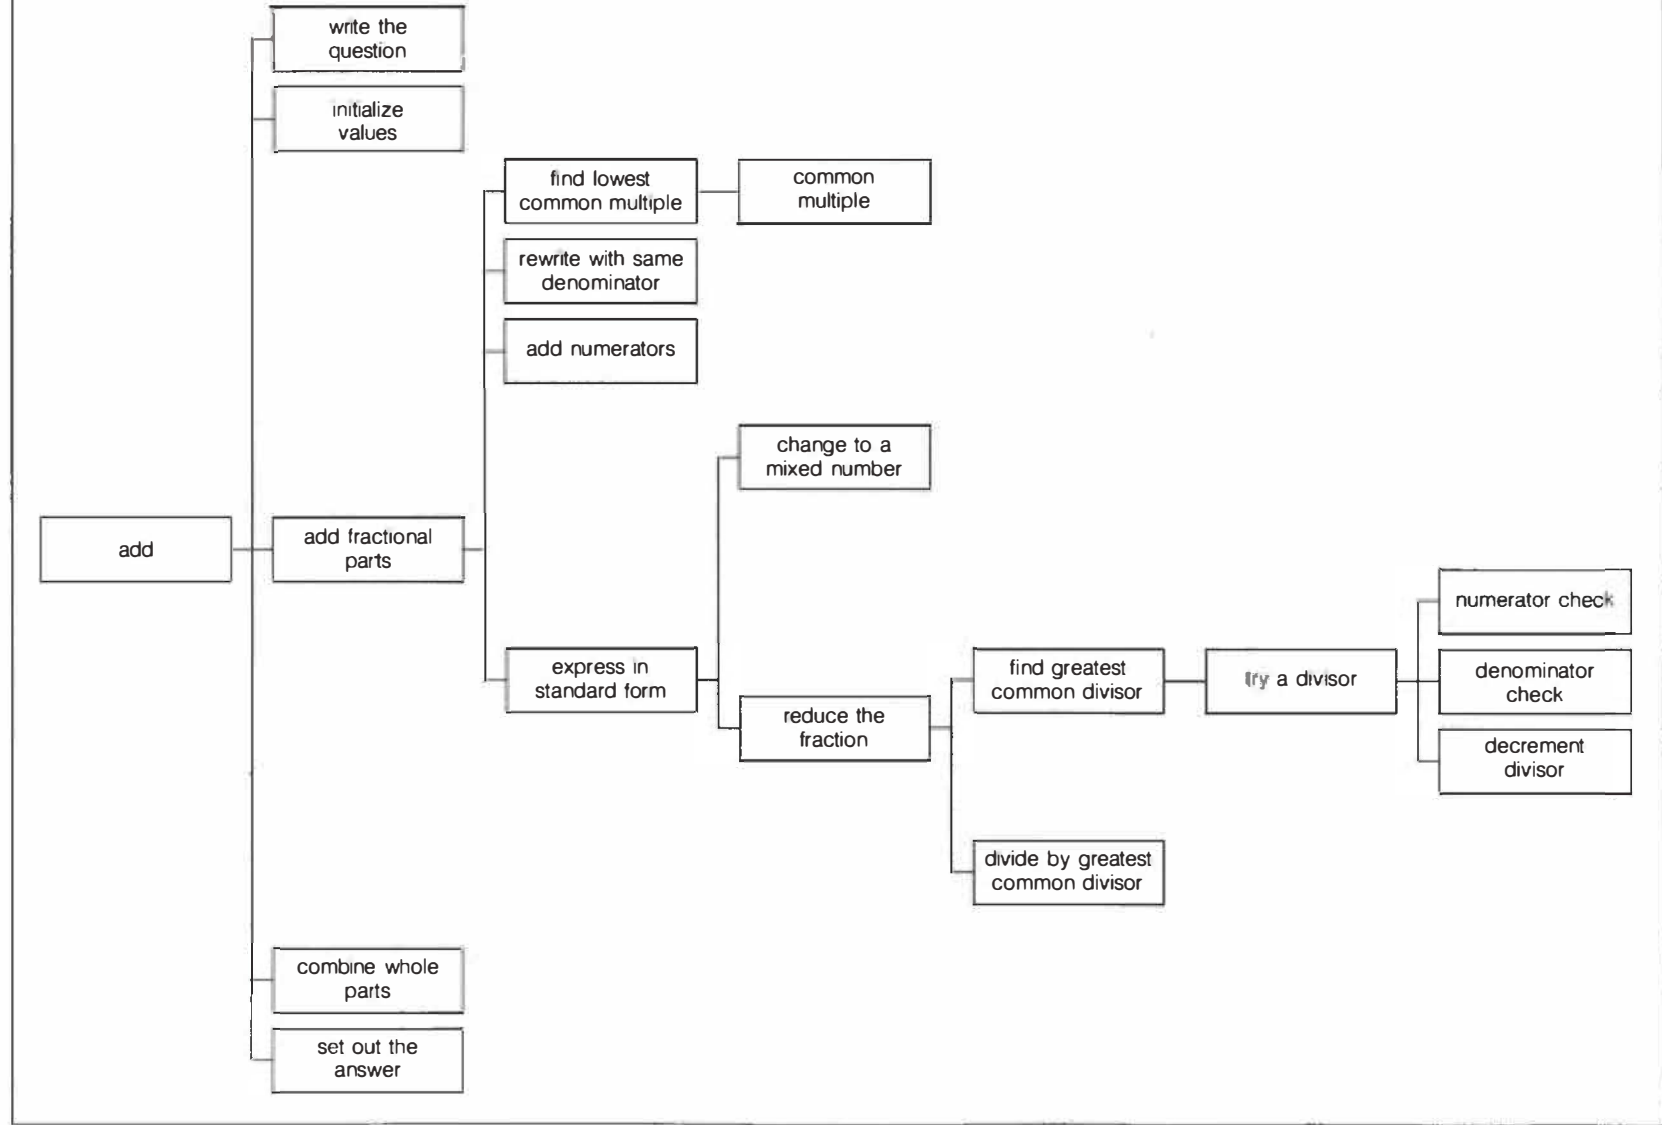 write the
question
initialize
values
find lowest
common multiple
common
multiple
rewrite with same
denominator
add numerators
change to a
mixed number
add
add fractional
parts
numerator check
express in
standard form
find greatest
common divisor
try a divisor
denominator
check
reduce the
fraction
decrement
divisor
divide by greatest
common divisor
combine whole
parts
set out the
answer